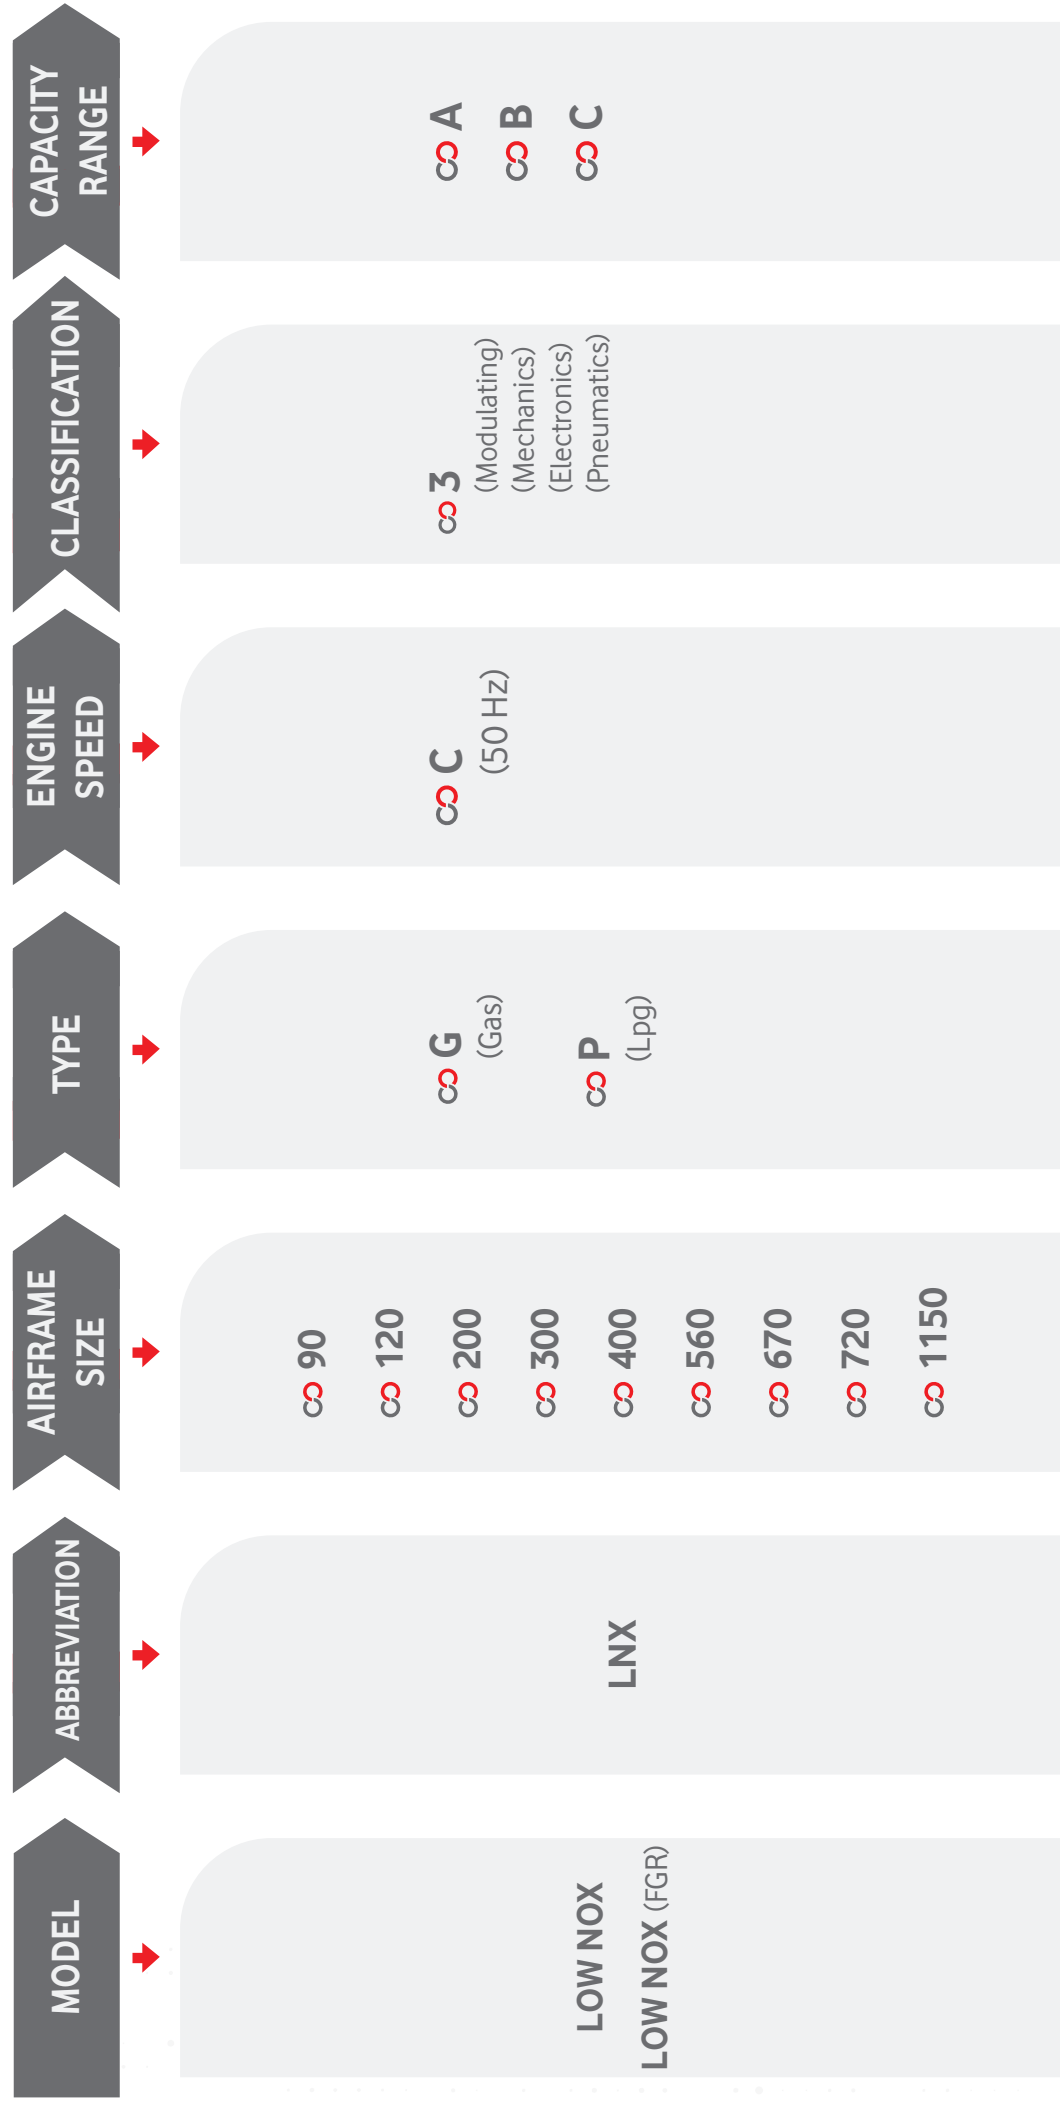 MODEL
LOW NOX
LOW NOX (FGR)
ABBREVIATION
LNX
AIRFRAME
SIZE
90
120
200
300
400
560
670
720
1150
TYPE
G
(Gas)
P
(Lpg)
ENGINE
SPEED
C
(50 Hz)
CLASSIFICATION
3
(Modulating)
(Mechanics)
(Electronics)
(Pneumatics)
CAPACITY
RANGE
A
B
C